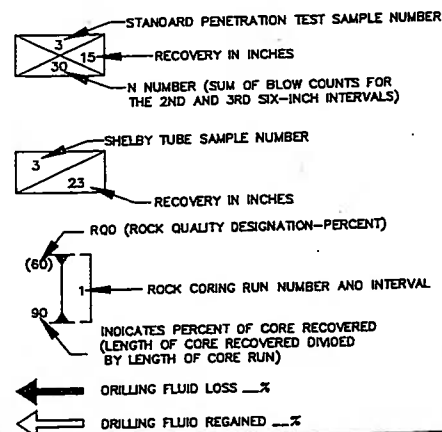 STANDARD PENETRATION TEST SAMPLE NUMBER
3
15
RECOVERY IN INCHES
30
N NUMBER (SUM OF BLOW COUNTS FOR
THE 2ND AND 3RD SIX-INCH INTERVALS)
SHELBY TUBE SAMPLE NUMBER
3
23
RECOVERY IN INCHES
RQD (ROCK QUALITY DESIGNATION-PERCENT)
(60)
1
ROCK CORING RUN NUMBER AND INTERVAL
90
INDICATES PERCENT OF CORE RECOVERED
(LENGTH OF CORE RECOVERED DIVIDED
BY LENGTH OF CORE RUN)
DRILLING FLUID LOSS __%
DRILLING FLUID REGAINED __%